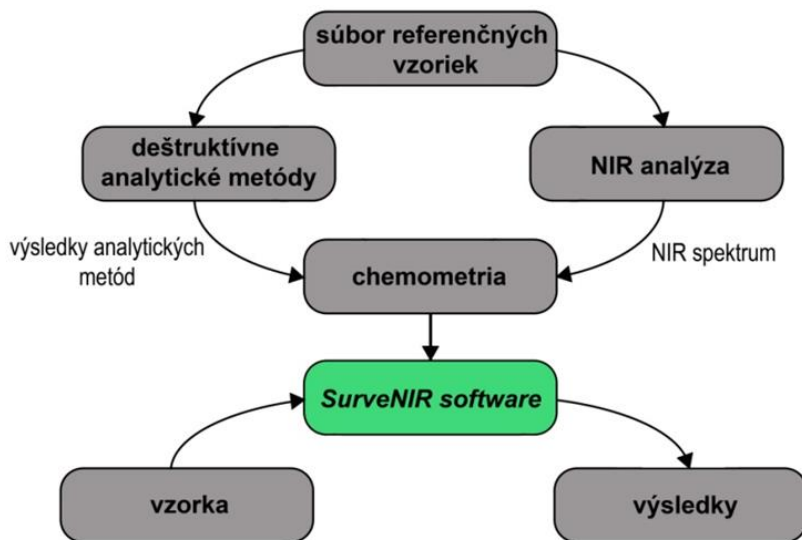 súbor referenčných
vzoriek
deštruktívne
analytické metódy
NIR analýza
výsledky analytických
metód
NIR spektrum
chemometria
SurveNIR software
vzorka
výsledky